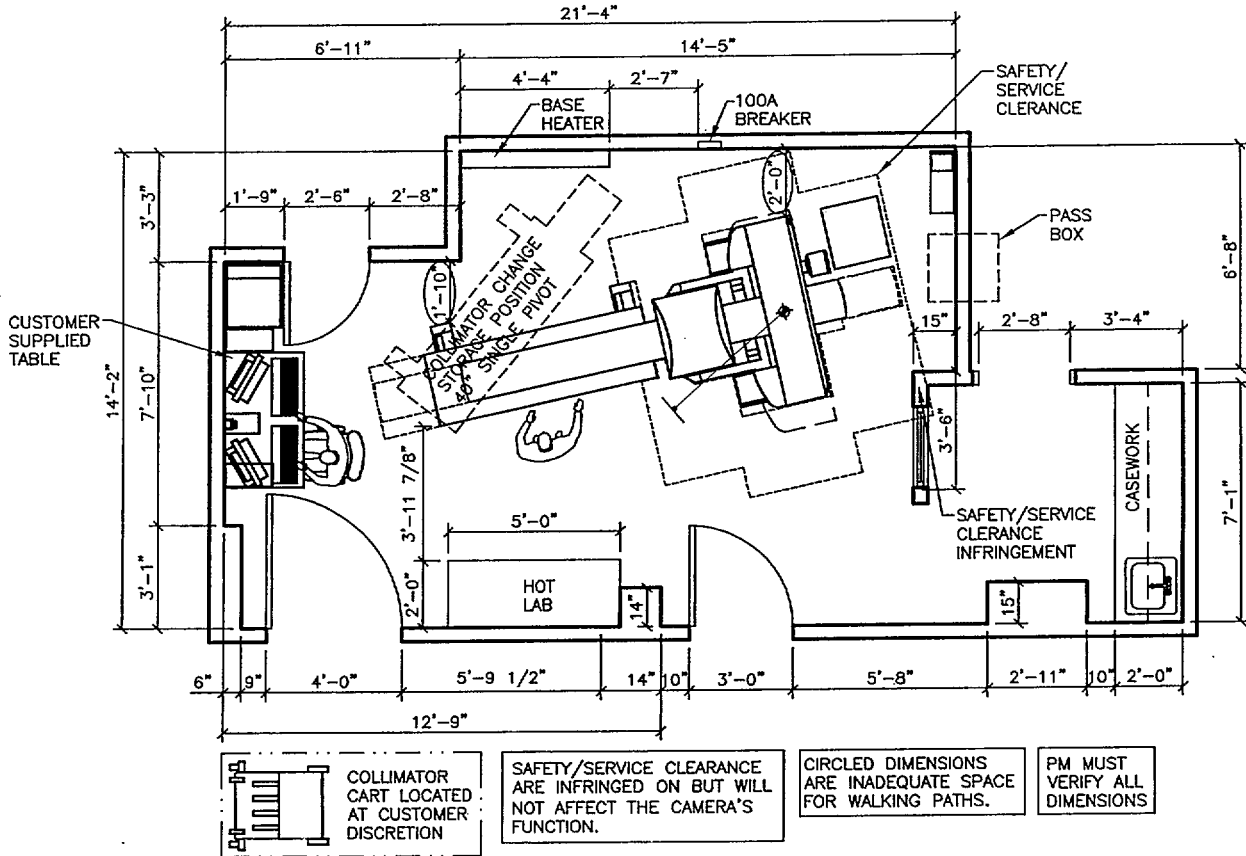 21'-4"
6'-11"
14'-5"
4'-4"
2'-7"
SAFETY/
SERVICE
CLERANCE
BASE
HEATER
100A
BREAKER
1'-9"
2'-6"
2'-8"
3'-3"
2'-0"
PASS
BOX
6'-8"
COLLIMATOR CHANGE
STORAGE POSITION
40" SINGLE PIVOT
1'-10"
CUSTOMER
SUPPLIED
TABLE
15"
2'-8"
3'-4"
14'-2"
7'-10"
3'-6"
CASEWORK
7'-1"
3'-11 7/8"
5'-0"
SAFETY/SERVICE
CLERANCE
INFRINGEMENT
3'-1"
2'-0"
HOT
LAB
14"
15"
6"
9"
4'-0"
5'-9 1/2"
14"
10"
3'-0"
5'-8"
2'-11"
10"
2'-0"
12'-9"
COLLIMATOR
CART LOCATED
AT CUSTOMER
DISCRETION
SAFETY/SERVICE CLEARANCE
ARE INFRINGED ON BUT WILL
NOT AFFECT THE CAMERA'S
FUNCTION.
CIRCLED DIMENSIONS
ARE INADEQUATE SPACE
FOR WALKING PATHS.
PM MUST
VERIFY ALL
DIMENSIONS